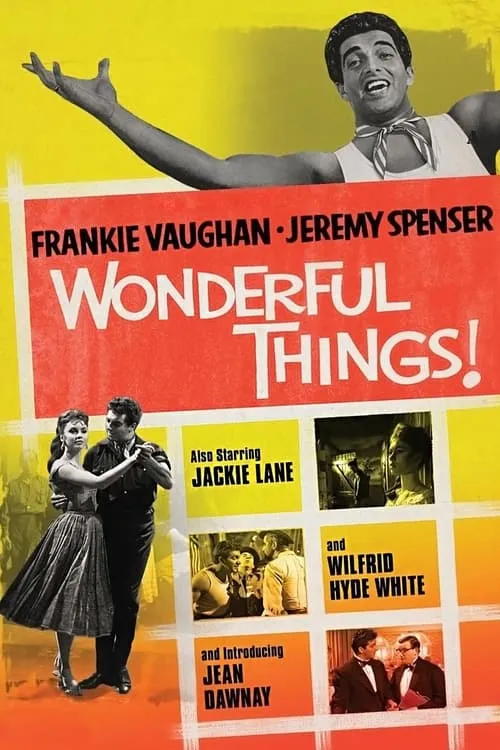 FRANKIE VAUGHAN · JEREMY SPENSER
WONDERFUL
THINGS!
Also Starring
JACKIE LANE
and
WILFRID
HYDE WHITE
and Introducing
JEAN
DAWNAY